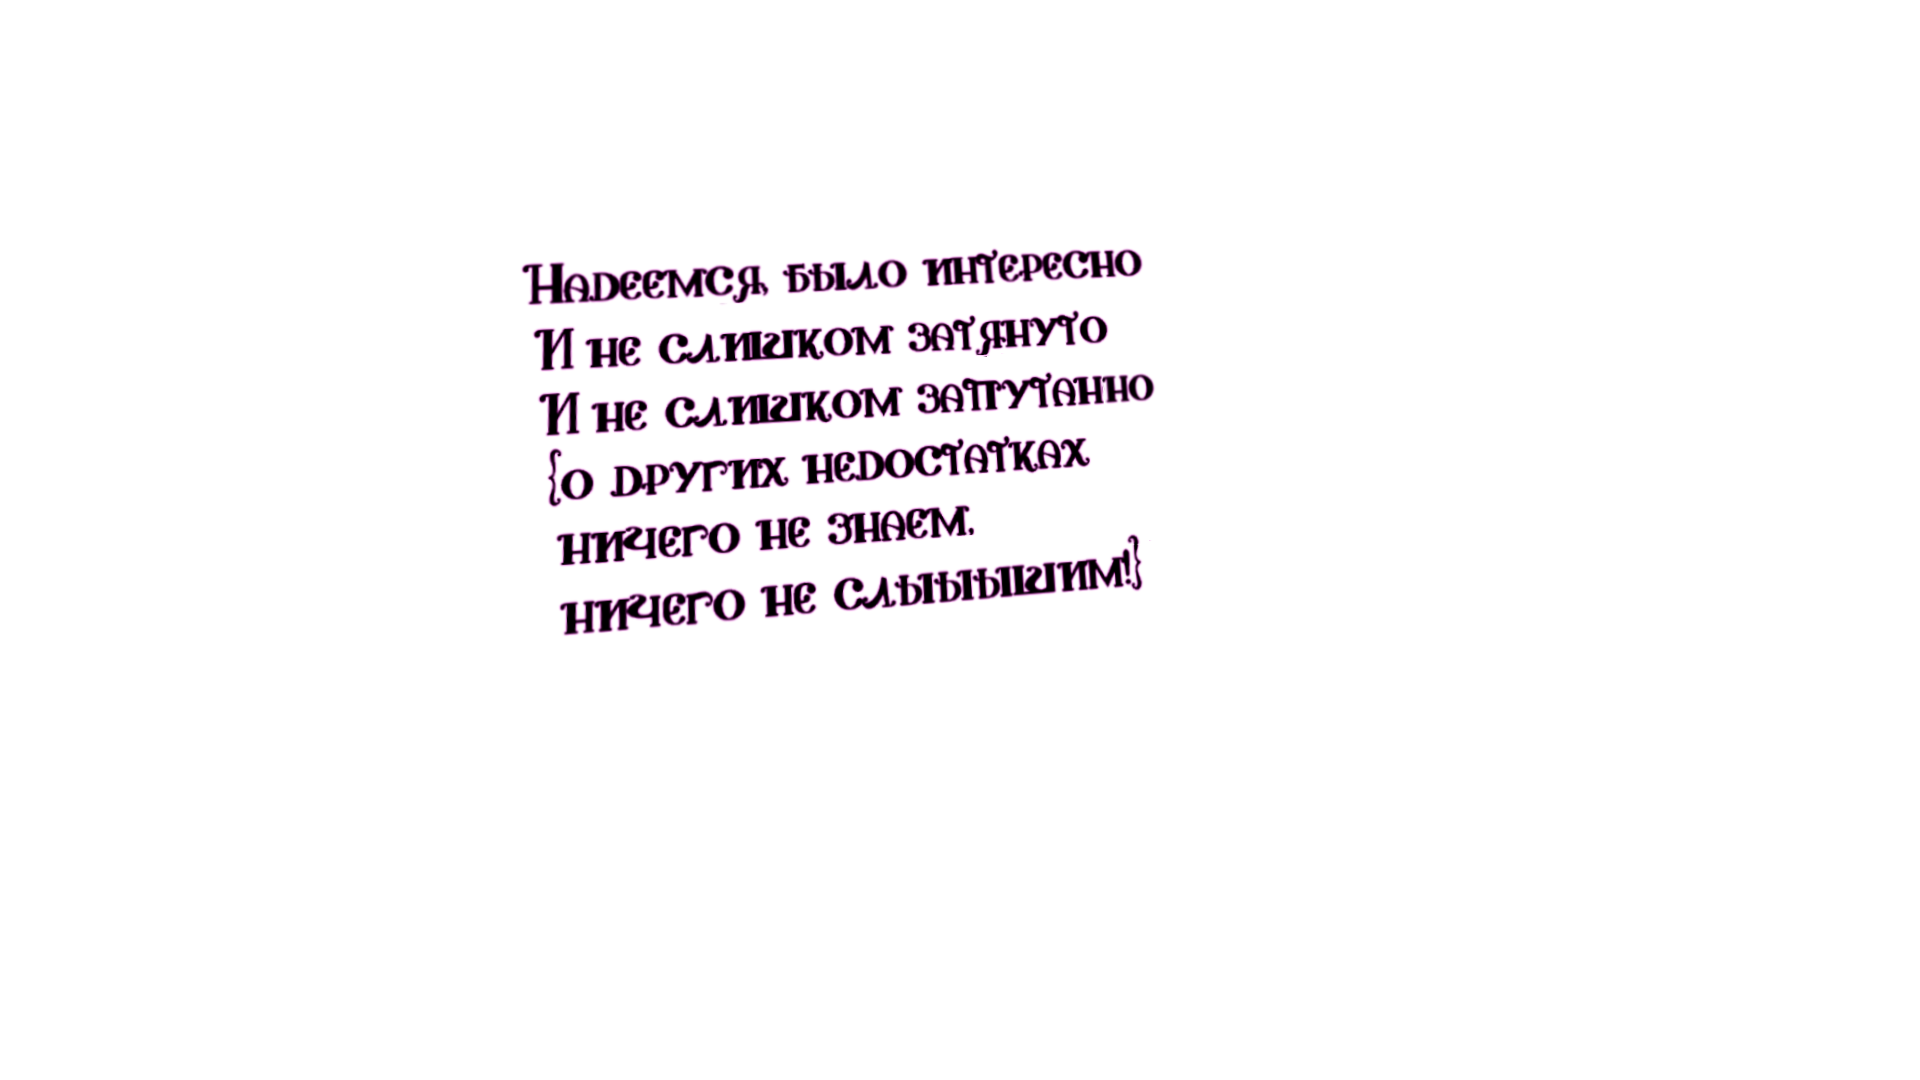 Надеемся, было интересно
И не слишком затянуто
И не слишком запутанно
{о других недостатках
ничего не знаем,
ничего не слыыышим!}